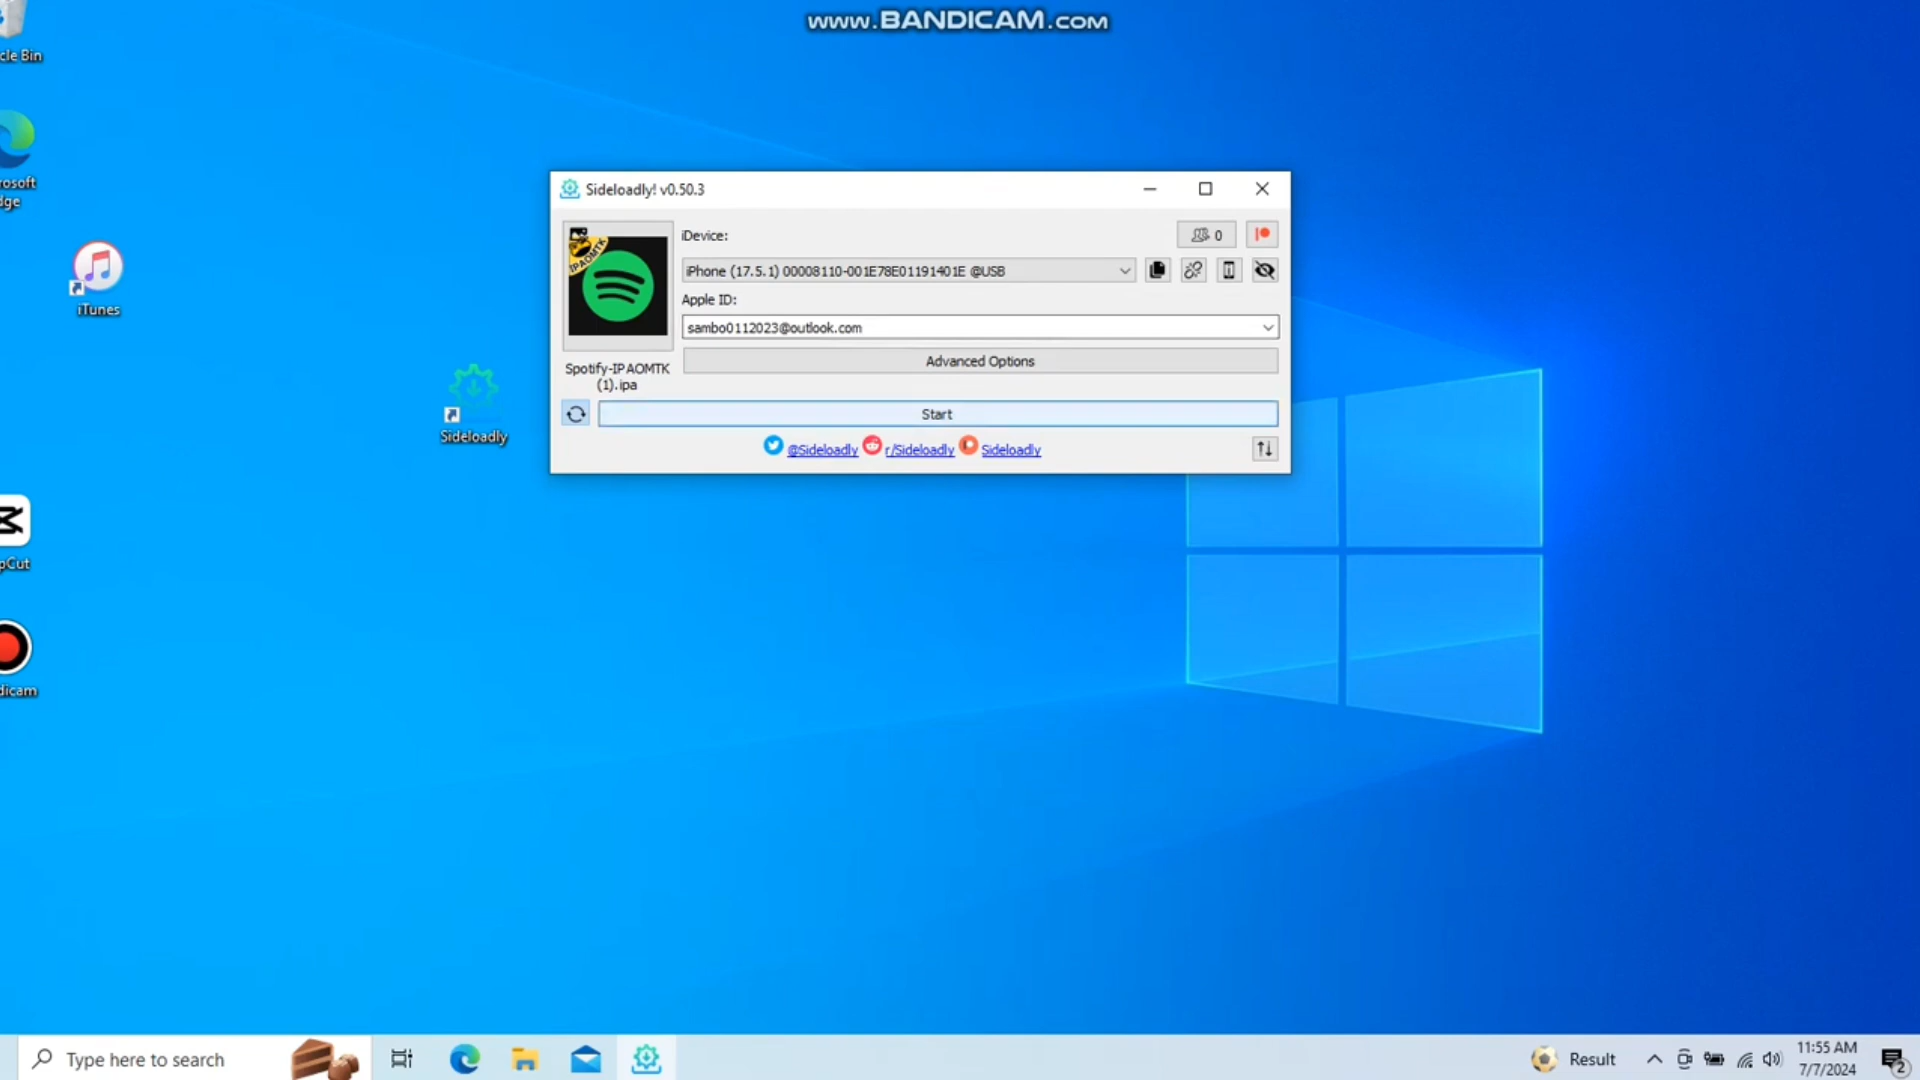 www.BANDICAM.com
cle Bin
rosoft
dge
iTunes
Sideloadly
pCut
dicam
Sideloadly! v0.50.3
iDevice:
0
iPhone (17.5.1) 00008110-001E78E01191401E @USB
Apple ID:
sambo0112023@outlook.com
IPAOMTK
Spotify-IPAOMTK
(1).ipa
Advanced Options
Start
@Sideloadly r/Sideloadly Sideloadly
Type here to search
Result
11:55 AM
7/7/2024
2